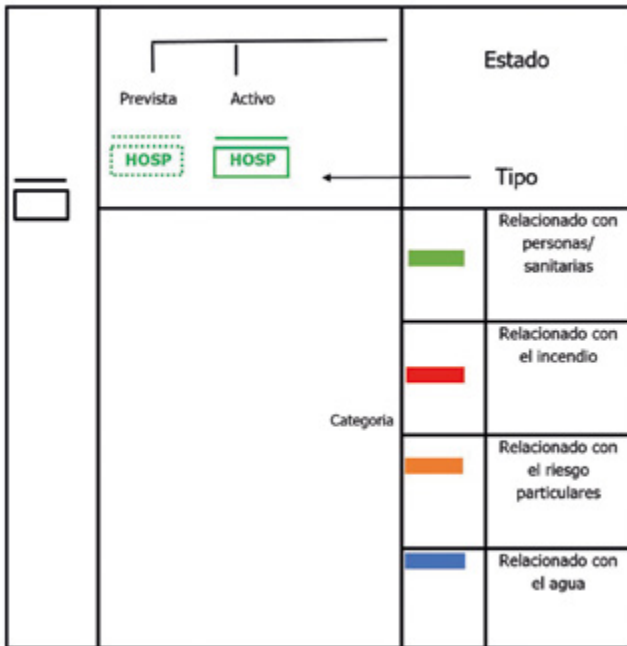 Estado
Prevista
Activo
HOSP
HOSP
Tipo
Relacionado con
personas/
sanitarias
Relacionado con
el incendio
Categoria
Relacionado con
el riesgo
particulares
Relacionado con
el agua